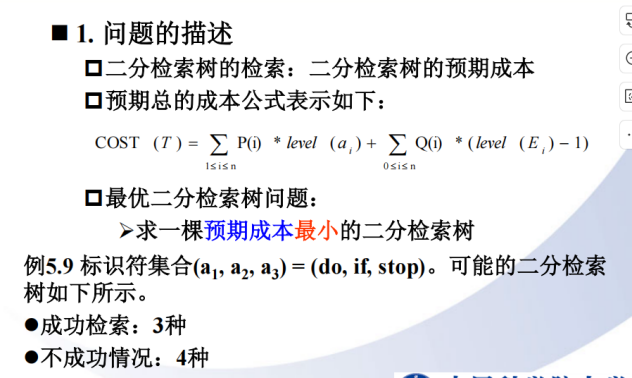 ■ 1. 问题的描述
二分检索树的检索：二分检索树的预期成本
预期总的成本公式表示如下：
COST (T) = ∑ P(i) * level (a_i) + ∑ Q(i) * (level (E_i) − 1)
1≤i≤n 0≤i≤n
最优二分检索树问题：
➢求一棵预期成本最小的二分检索树
例5.9 标识符集合(a₁, a₂, a₃) = (do, if, stop)。可能的二分检索
树如下所示。
●成功检索：3种
●不成功情况：4种